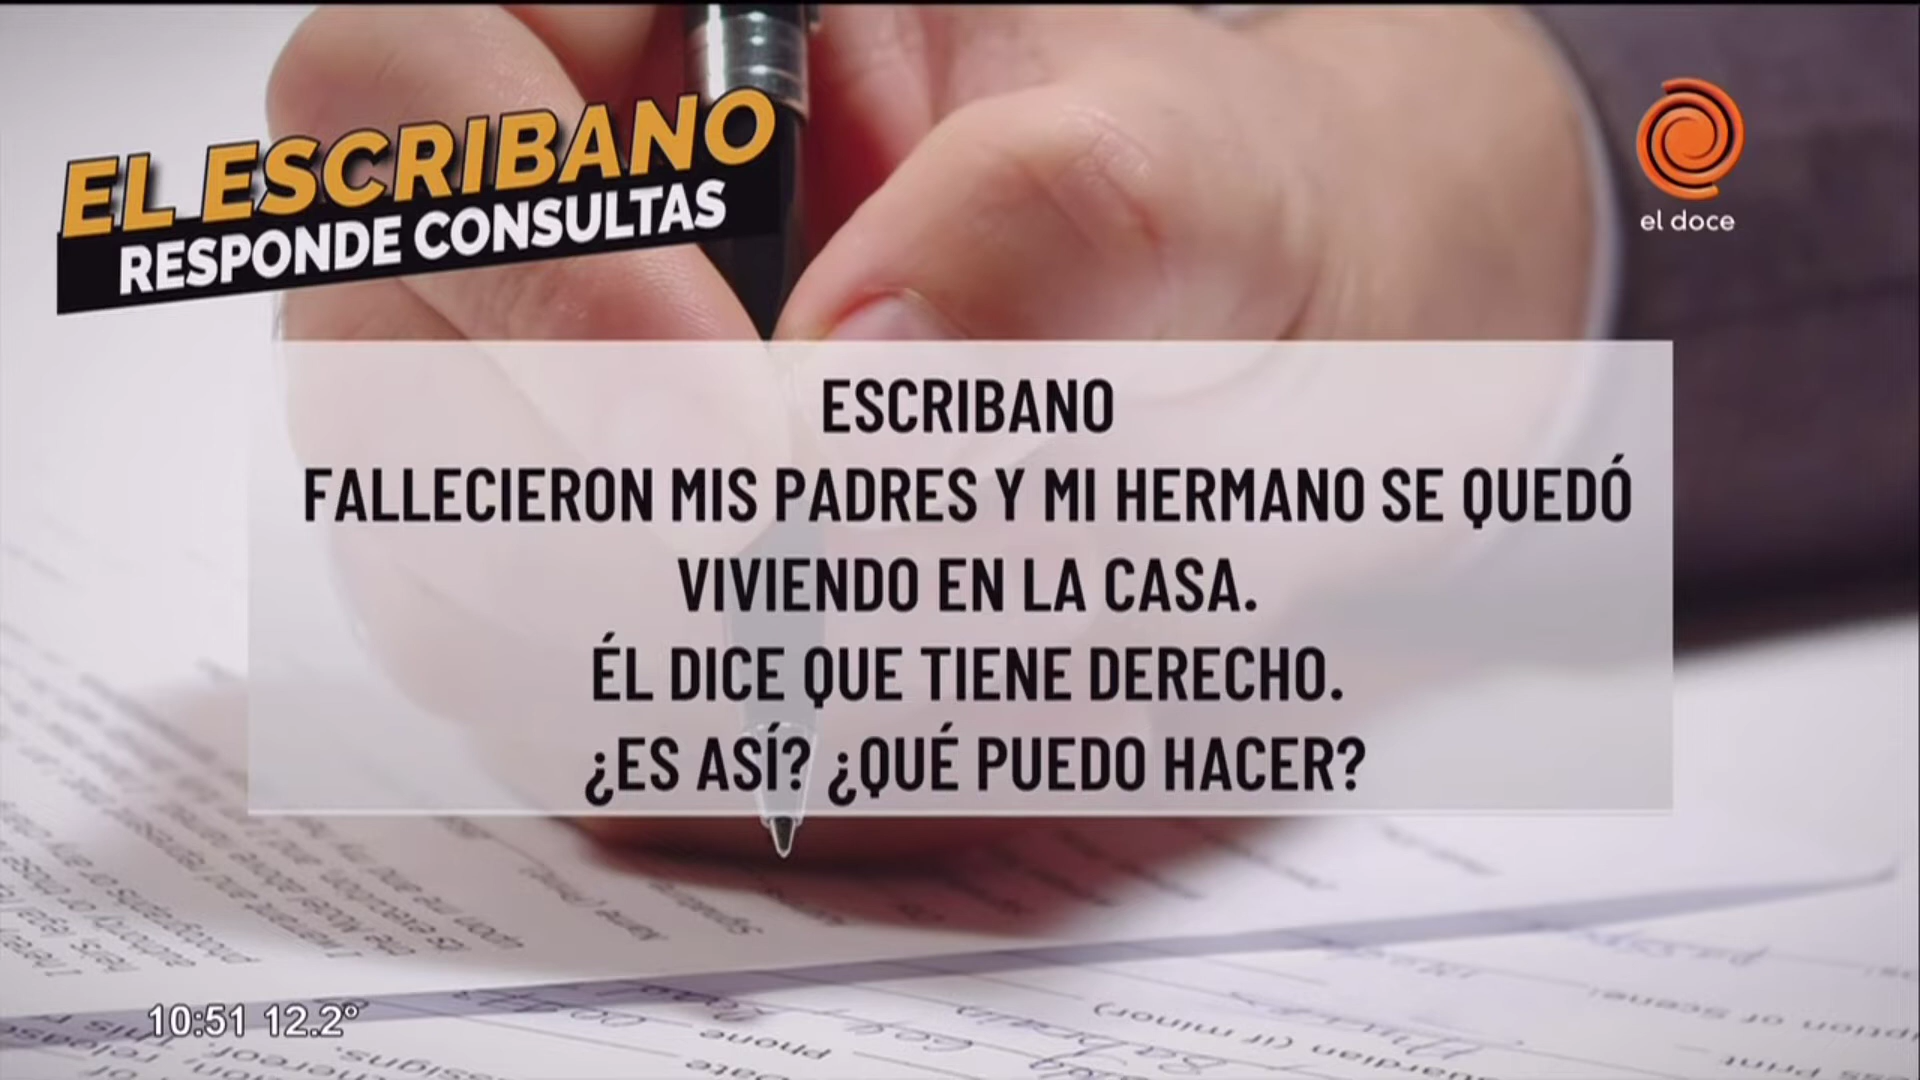 EL ESCRIBANO
RESPONDE CONSULTAS
el doce
ESCRIBANO
FALLECIERON MIS PADRES Y MI HERMANO SE QUEDÓ
VIVIENDO EN LA CASA.
ÉL DICE QUE TIENE DERECHO.
¿ES ASÍ? ¿QUÉ PUEDO HACER?
10:51 12.2°